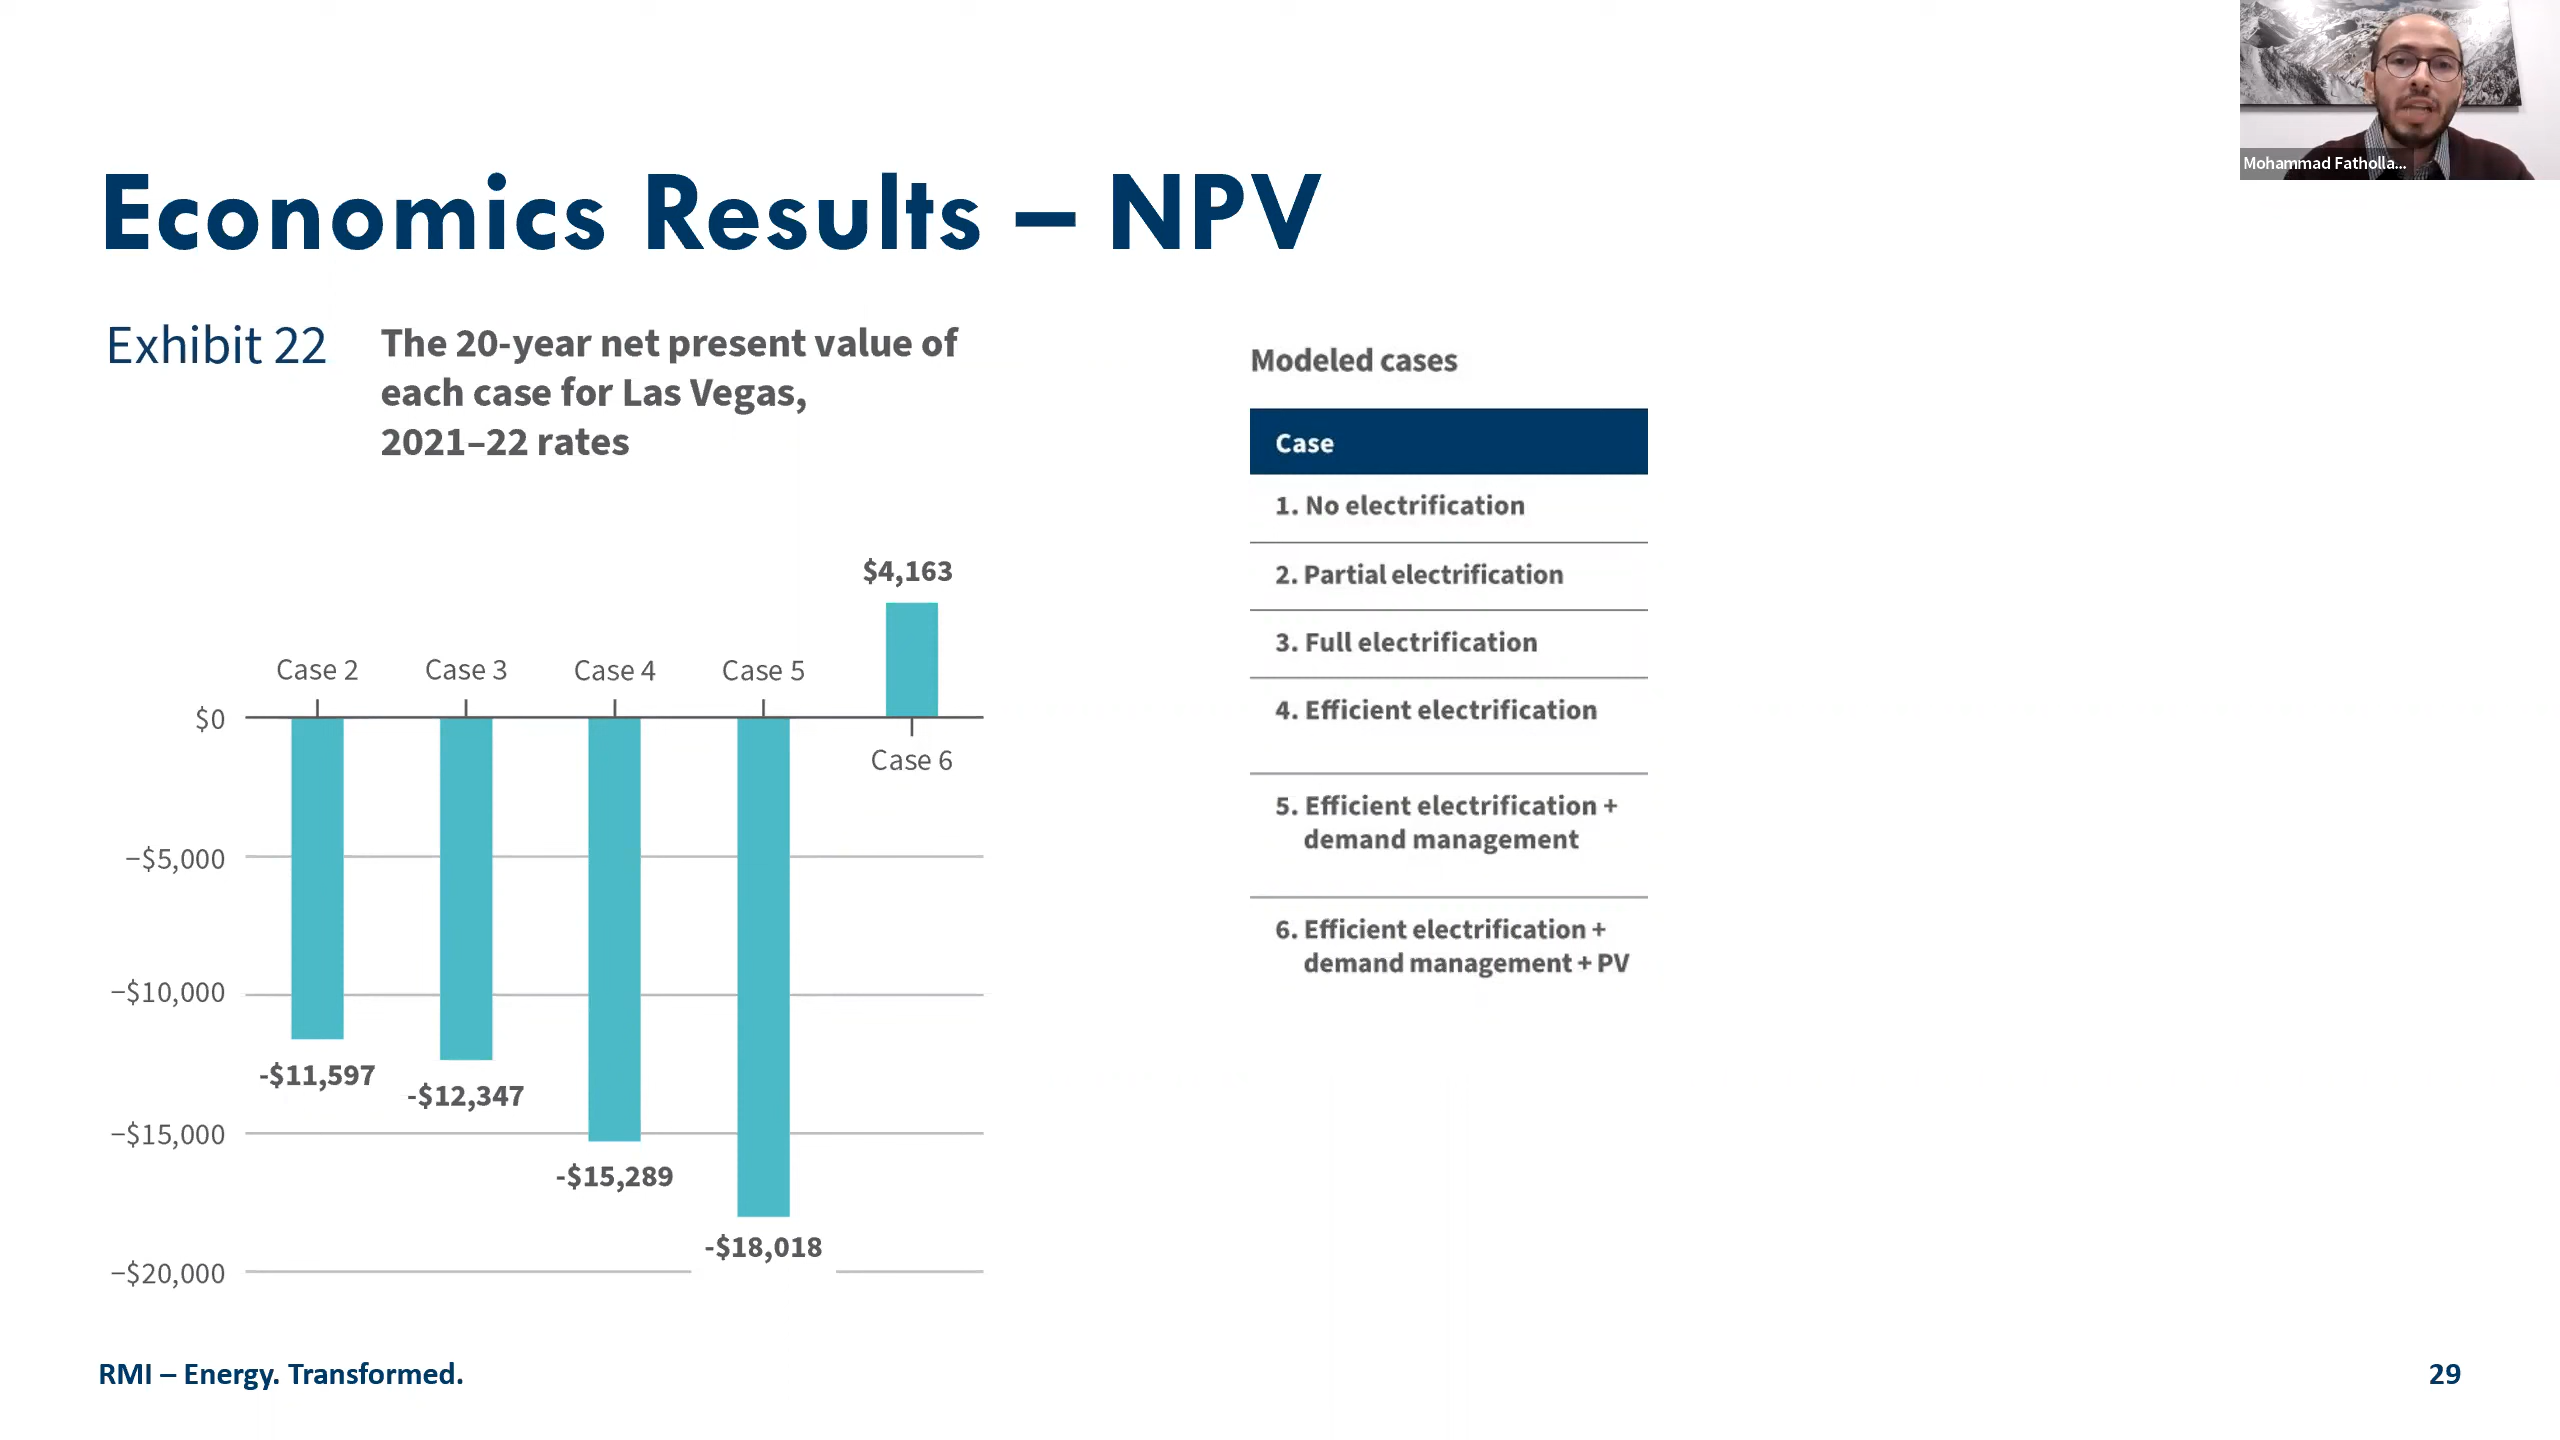 Mohammad Fatholla...
Economics Results – NPV
Exhibit 22
The 20-year net present value of
each case for Las Vegas,
2021–22 rates
$4,163
Case 2
Case 3
Case 4
Case 5
$0
Case 6
−$5,000
−$10,000
-$11,597
-$12,347
−$15,000
-$15,289
-$18,018
−$20,000
Modeled cases
Case
1. No electrification
2. Partial electrification
3. Full electrification
4. Efficient electrification
5. Efficient electrification +
demand management
6. Efficient electrification +
demand management + PV
RMI – Energy. Transformed.
29